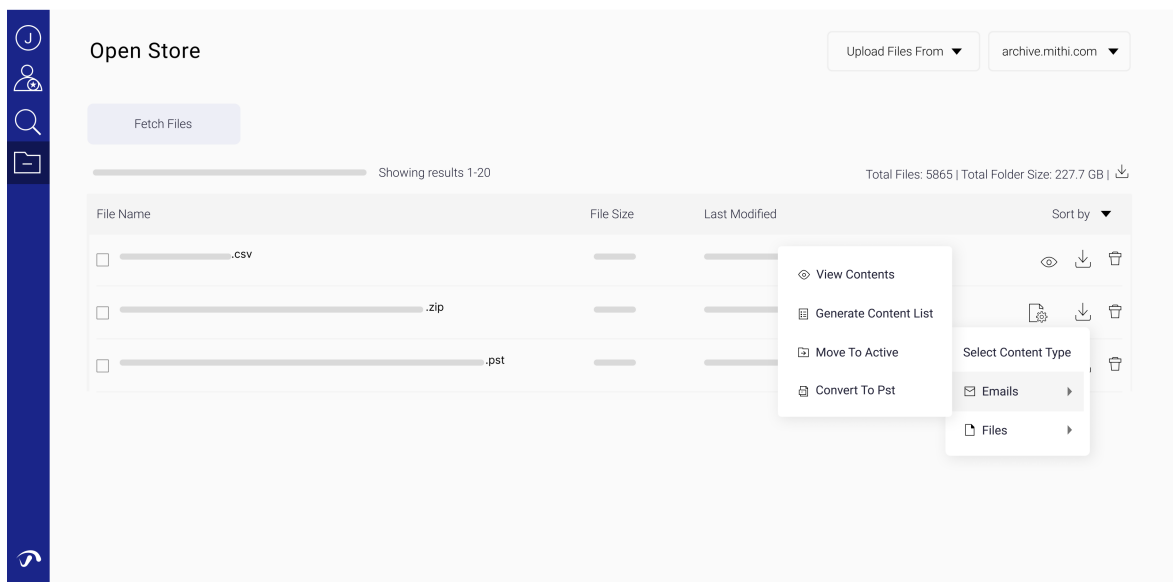 J
Open Store
Upload Files From
archive.mithi.com
Fetch Files
Showing results 1-20
Total Files: 5865 | Total Folder Size: 227.7 GB |
File Name
File Size
Last Modified
Sort by
.csv
.zip
.pst
View Contents
Generate Content List
Move To Active
Convert To Pst
Select Content Type
Emails
Files